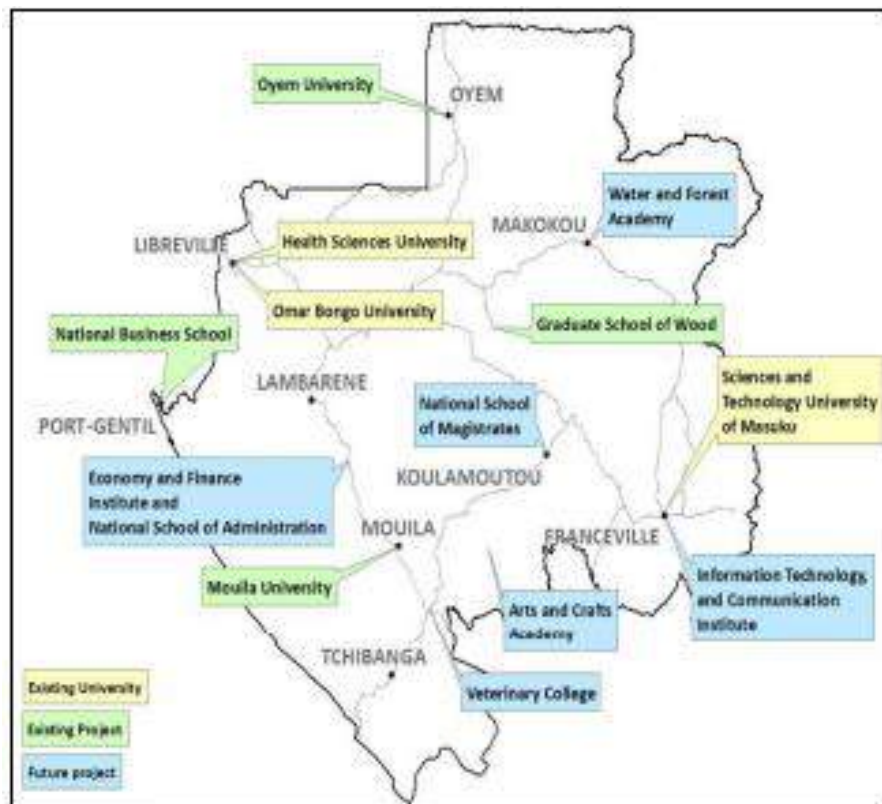 Oyem University
OYEM
Water and Forest
Academy
MAKOKOU
Health Sciences University
LIBREVILLE
Omar Bongo University
National Business School
Graduate School of Wood
Sciences and
Technology University
of Masuku
LAMBARENE
National School
of Magistrates
PORT-GENTIL
KOULAMOUTOU
Economy and Finance
Institute and
National School of Administration
MOUILA
FRANCEVILLE
Mouila University
Information Technology,
and Communication
Institute
Arts and Crafts
Academy
TCHIBANGA
Veterinary College
Existing University
Existing Project
Future project